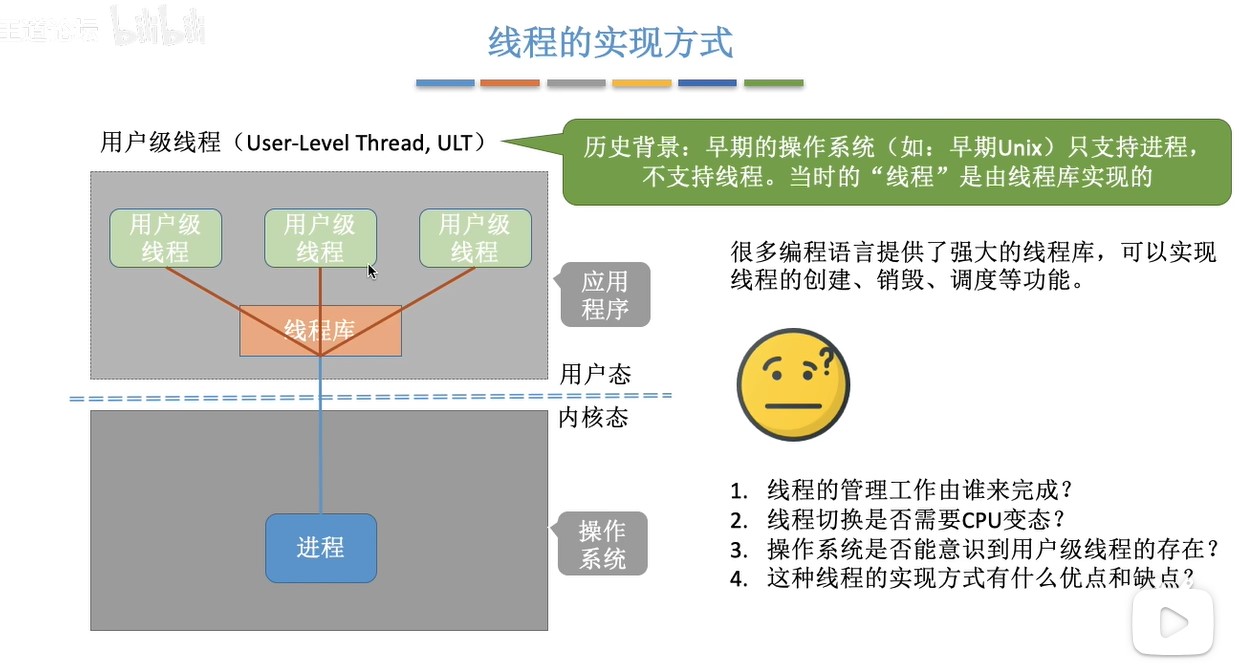 bilibili
线程的实现方式
用户级线程（User-Level Thread, ULT）
历史背景：早期的操作系统（如：早期Unix）只支持进程，
不支持线程。当时的“线程”是由线程库实现的
用户级
线程
用户级
线程
用户级
线程
线程库
应用
程序
用户态
内核态
进程
操作
系统
很多编程语言提供了强大的线程库，可以实现
线程的创建、销毁、调度等功能。
?
1. 线程的管理工作由谁来完成？
2. 线程切换是否需要CPU变态？
3. 操作系统是否能意识到用户级线程的存在？
4. 这种线程的实现方式有什么优点和缺点？